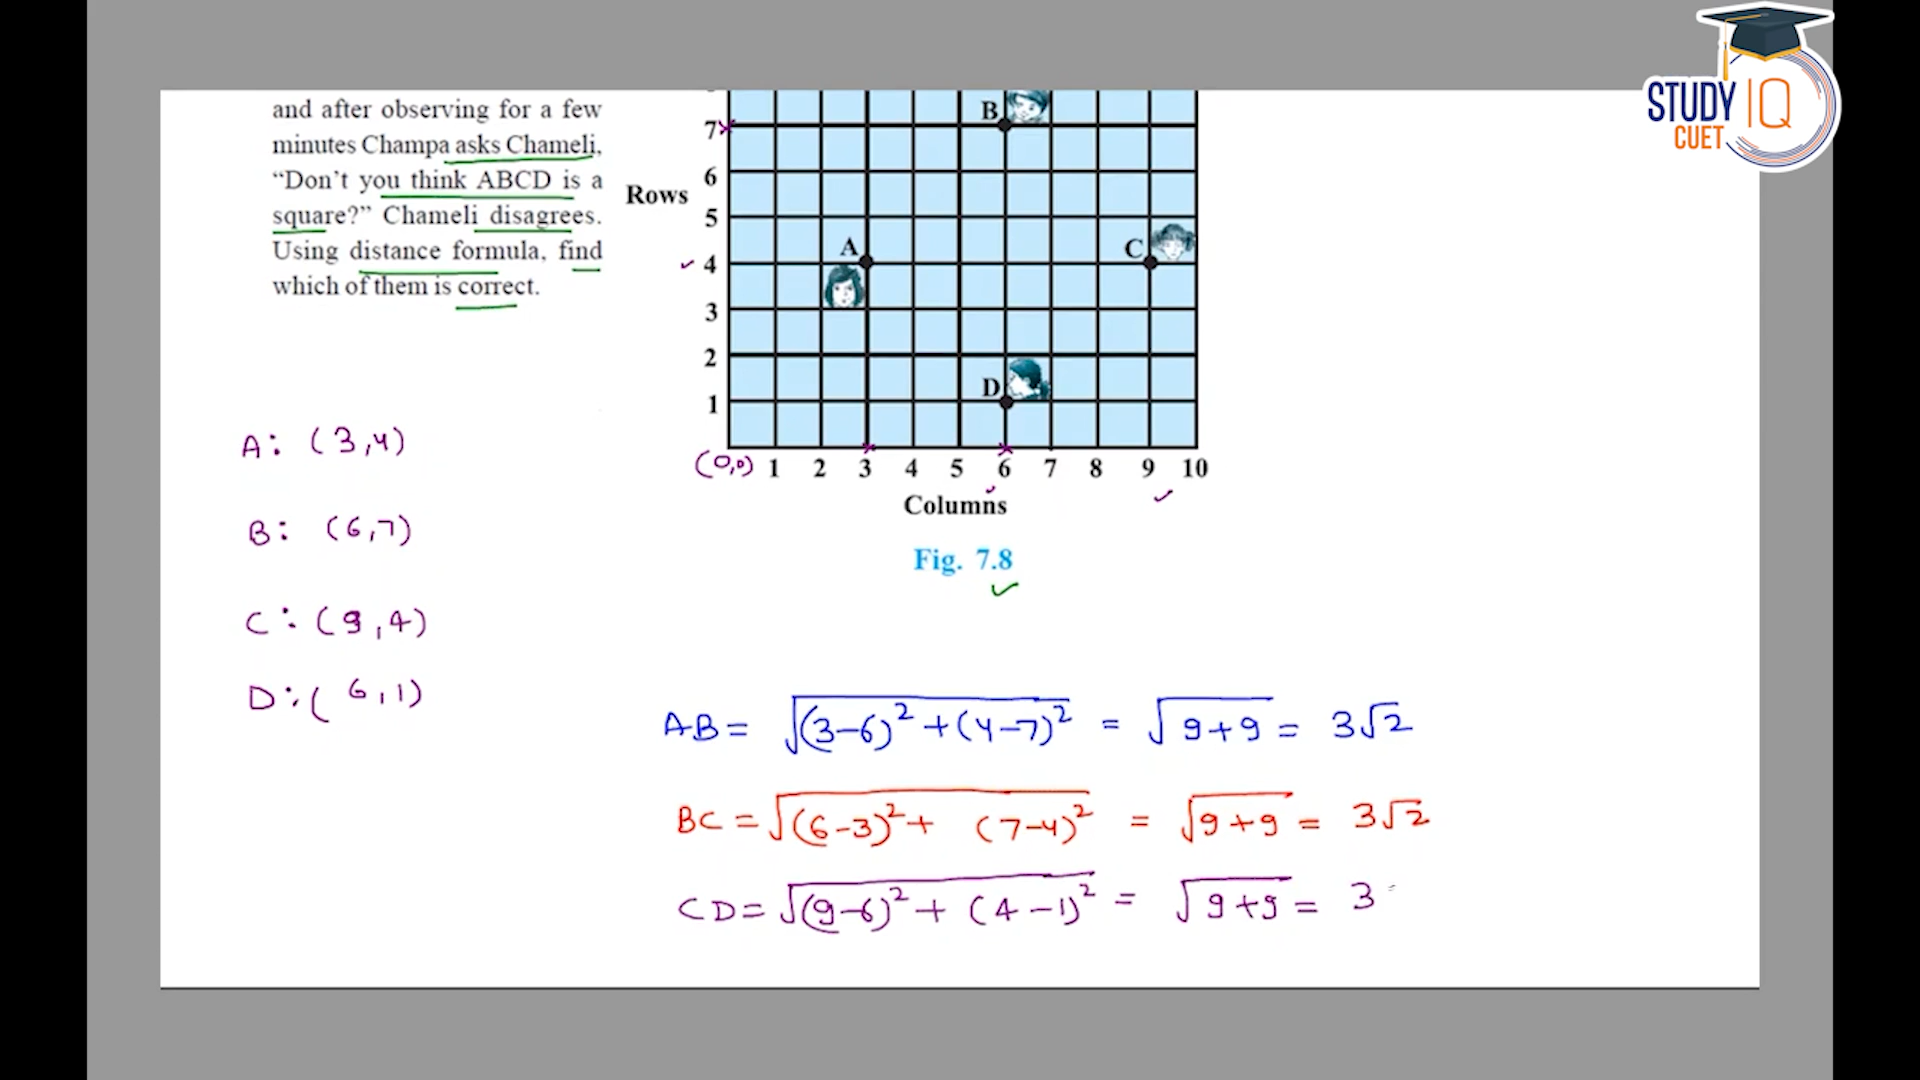 STUDY IQ
CUET
and after observing for a few
minutes Champa asks Chameli,
“Don’t you think ABCD is a
square?” Chameli disagrees.
Using distance formula, find
which of them is correct.
Rows
7
6
5
4
3
2
1
B
A
C
D
(0,0) 1 2 3 4 5 6 7 8 9 10
Columns
Fig. 7.8
A: (3,4)
B: (6,7)
C: (9,4)
D: (6,1)
AB = √(3-6)² + (4-7)² = √9+9 = 3√2
BC = √(6-3)² + (7-4)² = √9+9 = 3√2
CD = √(9-6)² + (4-1)² = √9+9 = 3